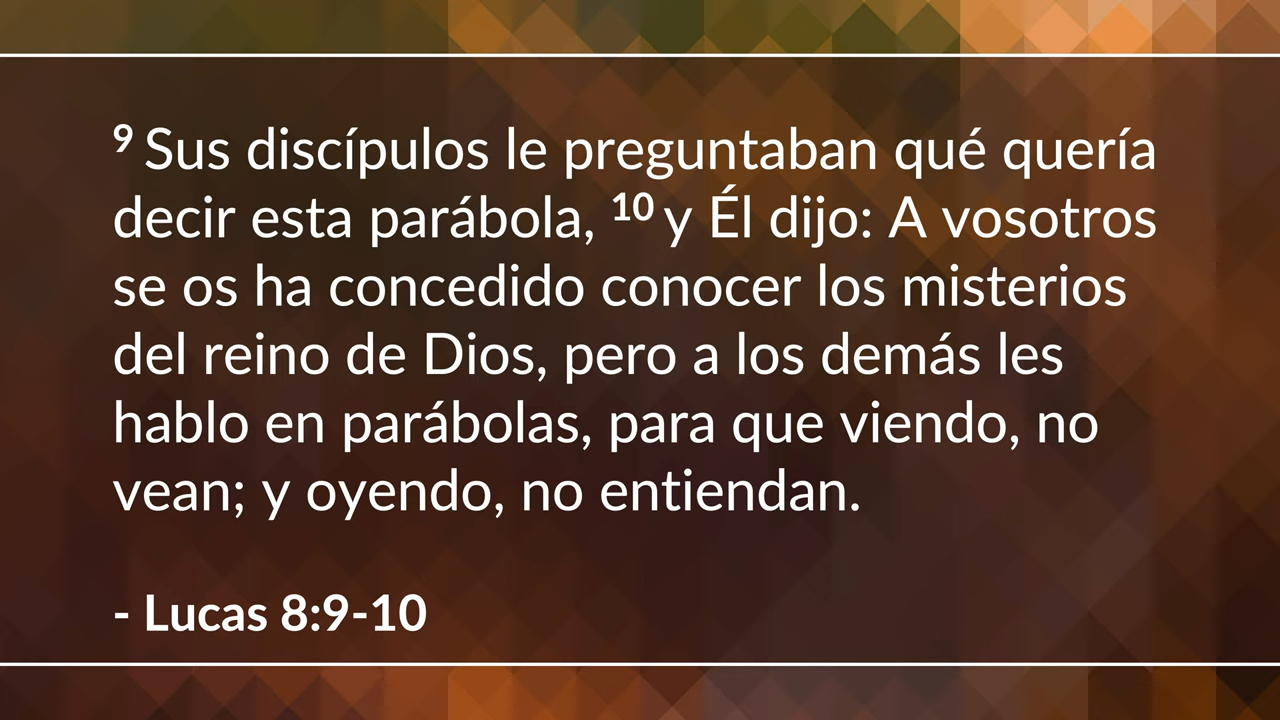 9 Sus discípulos le preguntaban qué quería
decir esta parábola, 10 y Él dijo: A vosotros
se os ha concedido conocer los misterios
del reino de Dios, pero a los demás les
hablo en parábolas, para que viendo, no
vean; y oyendo, no entiendan.
- Lucas 8:9-10